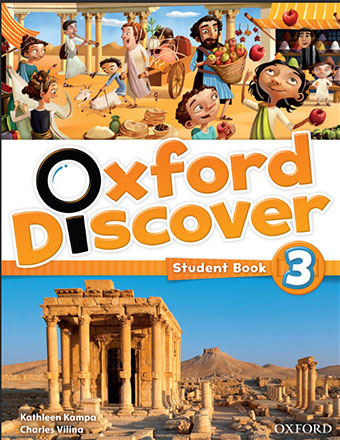 Oxford
Discover
Student Book 3
Kathleen Kampa
Charles Vilina
OXFORD